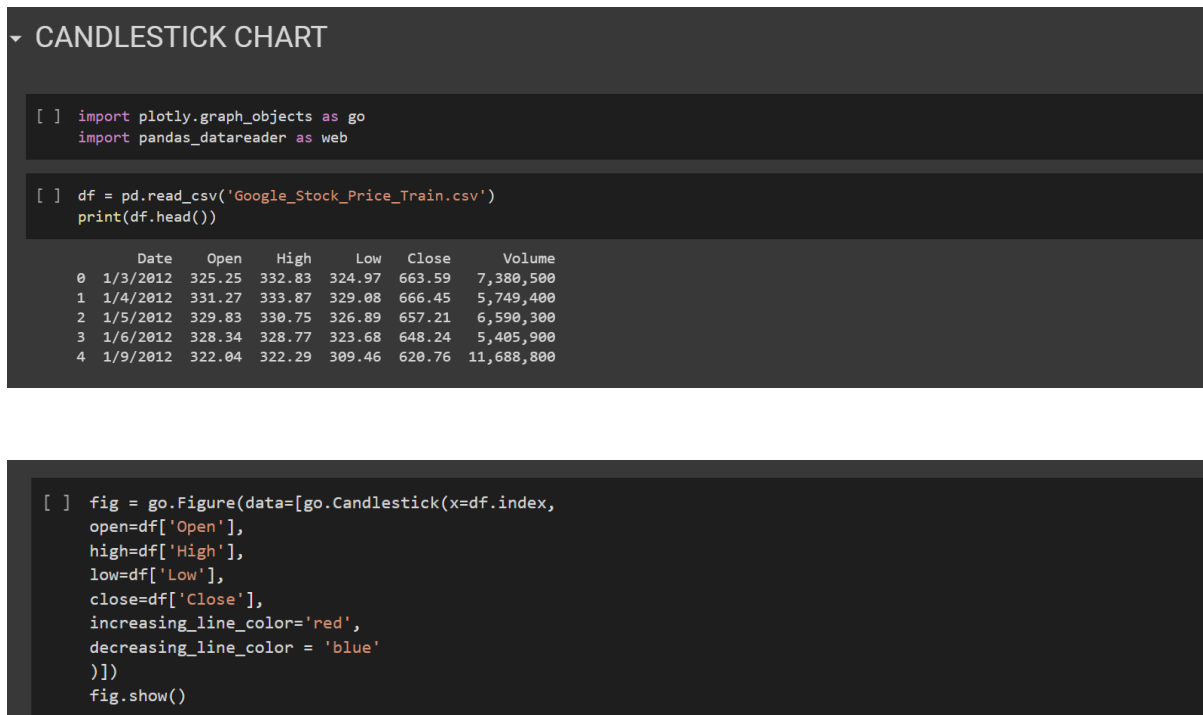 CANDLESTICK CHART
[ ] import plotly.graph_objects as go
import pandas_datareader as web
[ ] df = pd.read_csv('Google_Stock_Price_Train.csv')
print(df.head())
Date Open High Low Close Volume
0 1/3/2012 325.25 332.83 324.97 663.59 7,380,500
1 1/4/2012 331.27 333.87 329.08 666.45 5,749,400
2 1/5/2012 329.83 330.75 326.89 657.21 6,590,300
3 1/6/2012 328.34 328.77 323.68 648.24 5,405,900
4 1/9/2012 322.04 322.29 309.46 620.76 11,688,800
[ ] fig = go.Figure(data=[go.Candlestick(x=df.index,
open=df['Open'],
high=df['High'],
low=df['Low'],
close=df['Close'],
increasing_line_color='red',
decreasing_line_color = 'blue'
)])
fig.show()